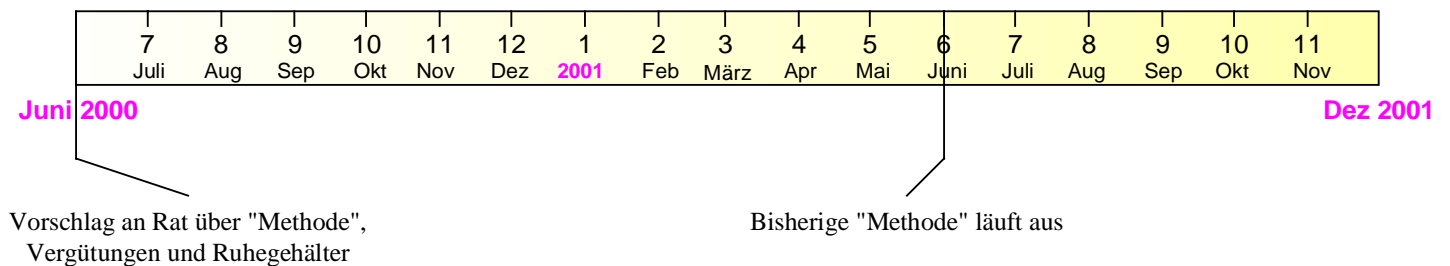 7 8 9 10 11 12 1 2 3 4 5 6 7 8 9 10 11
Juli Aug Sep Okt Nov Dez 2001 Feb März Apr Mai Juni Juli Aug Sep Okt Nov
Juni 2000 Dez 2001
Vorschlag an Rat über "Methode", Bisherige "Methode" läuft aus
Vergütungen und Ruhegehälter